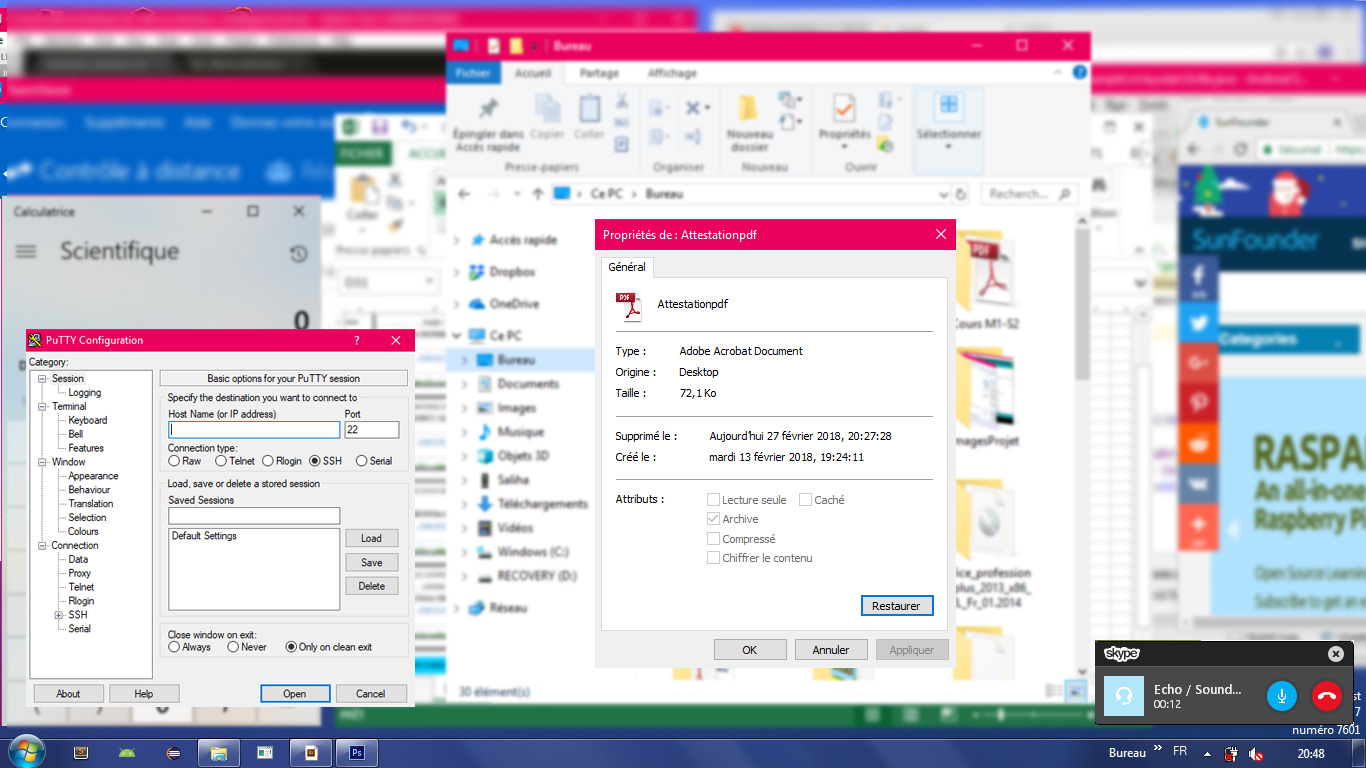 Bureau
Fichier
Accueil
Partage
Affichage
Épingler dans
Accès rapide
Copier
Coller
Nouveau
dossier
Propriétés
Sélectionner
Presse-papiers
Organiser
Nouveau
Ouvrir
Contrôle à distance
FICHIER
Coller
Ce PC > Bureau
Recherch...
Calculatrice
Scientifique
0
Accès rapide
Dropbox
OneDrive
Ce PC
Bureau
Documents
Images
Musique
Objets 3D
Saliha
Téléchargements
Vidéos
Windows (C:)
RECOVERY (D:)
Réseau
30 élément(s)
Cours M1-S2
magesProjet
ice_profession
plus_2013_x86_
L_Fr_01.2014
Propriétés de : Attestationpdf
Général
PDF
Attestationpdf
Type :
Adobe Acrobat Document
Origine :
Desktop
Taille :
72,1 Ko
Supprimé le :
Aujourd'hui 27 février 2018, 20:27:28
Créé le :
mardi 13 février 2018, 19:24:11
Attributs :
Lecture seule
Caché
Archive
Compressé
Chiffrer le contenu
Restaurer
OK
Annuler
Appliquer
PuTTY Configuration
?
Category:
Session
Logging
Terminal
Keyboard
Bell
Features
Window
Appearance
Behaviour
Translation
Selection
Colours
Connection
Data
Proxy
Telnet
Rlogin
SSH
Serial
Basic options for your PuTTY session
Specify the destination you want to connect to
Host Name (or IP address)
Port
22
Connection type:
Raw
Telnet
Rlogin
SSH
Serial
Load, save or delete a stored session
Saved Sessions
Default Settings
Load
Save
Delete
Close window on exit:
Always
Never
Only on clean exit
About
Help
Open
Cancel
SunFounder
Sécurisé
SunFounder
Categories
RASPA
An all-in-one
Raspberry Pi
Open Source Learning
Subscribe to get an e
skype
Echo / Sound...
00:12
numéro 7601
Bureau
FR
20:48
Ps